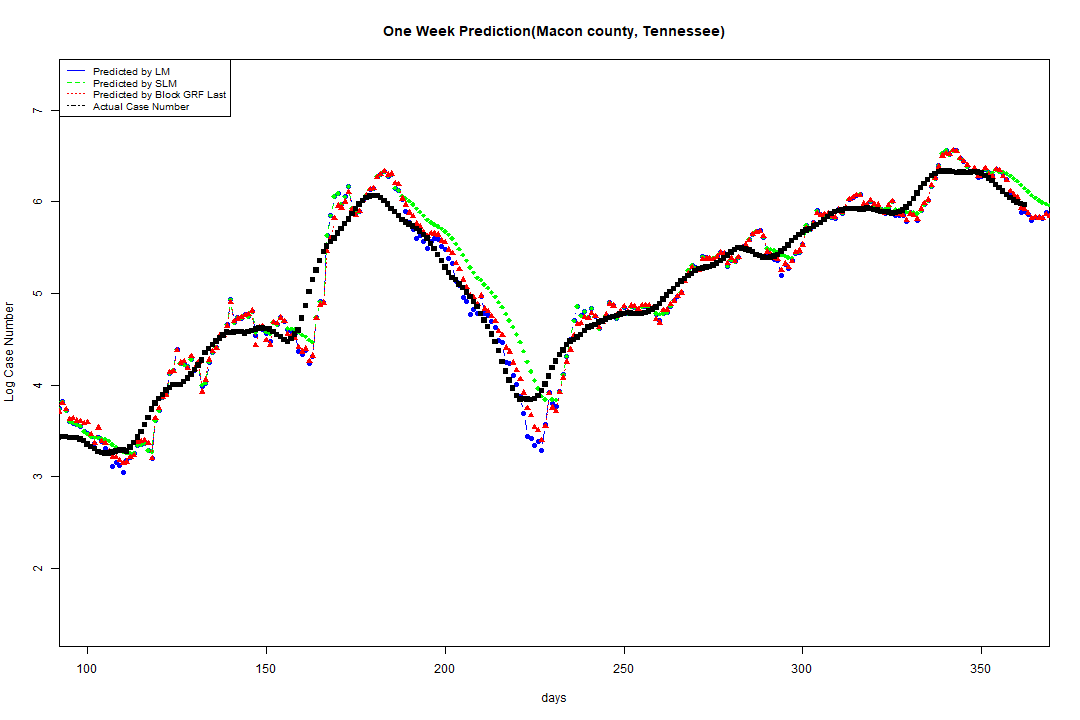 One Week Prediction(Macon county, Tennessee)
Predicted by LM
Predicted by SLM
Predicted by Block GRF Last
Actual Case Number
7
6
5
4
3
2
Log Case Number
100 150 200 250 300 350
days